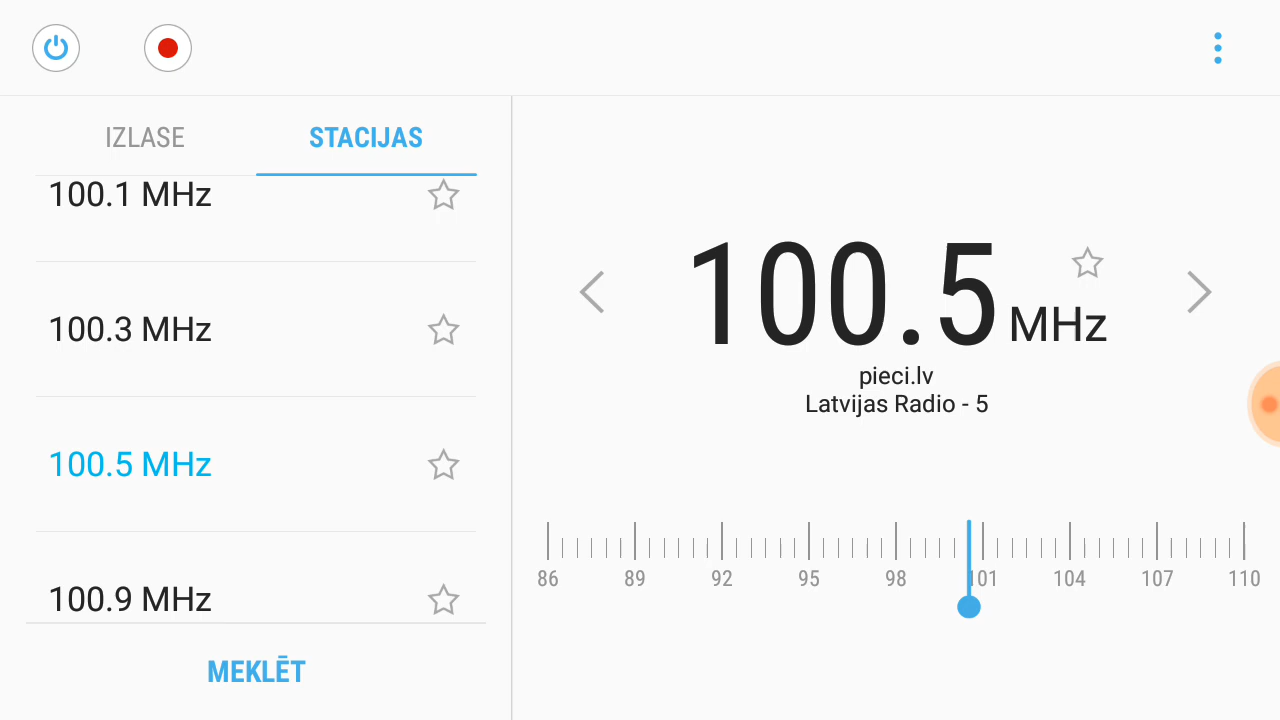 IZLASE
STACIJAS
100.1 MHz
100.3 MHz
100.5 MHz
100.9 MHz
MEKLĒT
100.5 MHz
pieci.lv
Latvijas Radio - 5
86 89 92 95 98 101 104 107 110